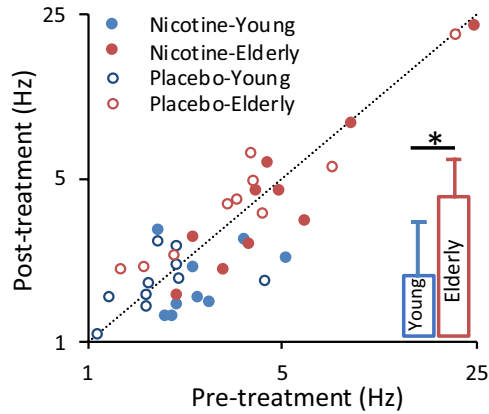 25
Nicotine-Young
Nicotine-Elderly
Placebo-Young
Placebo-Elderly
Post-treatment (Hz)
5
*
Young
Elderly
1
1
5
25
Pre-treatment (Hz)